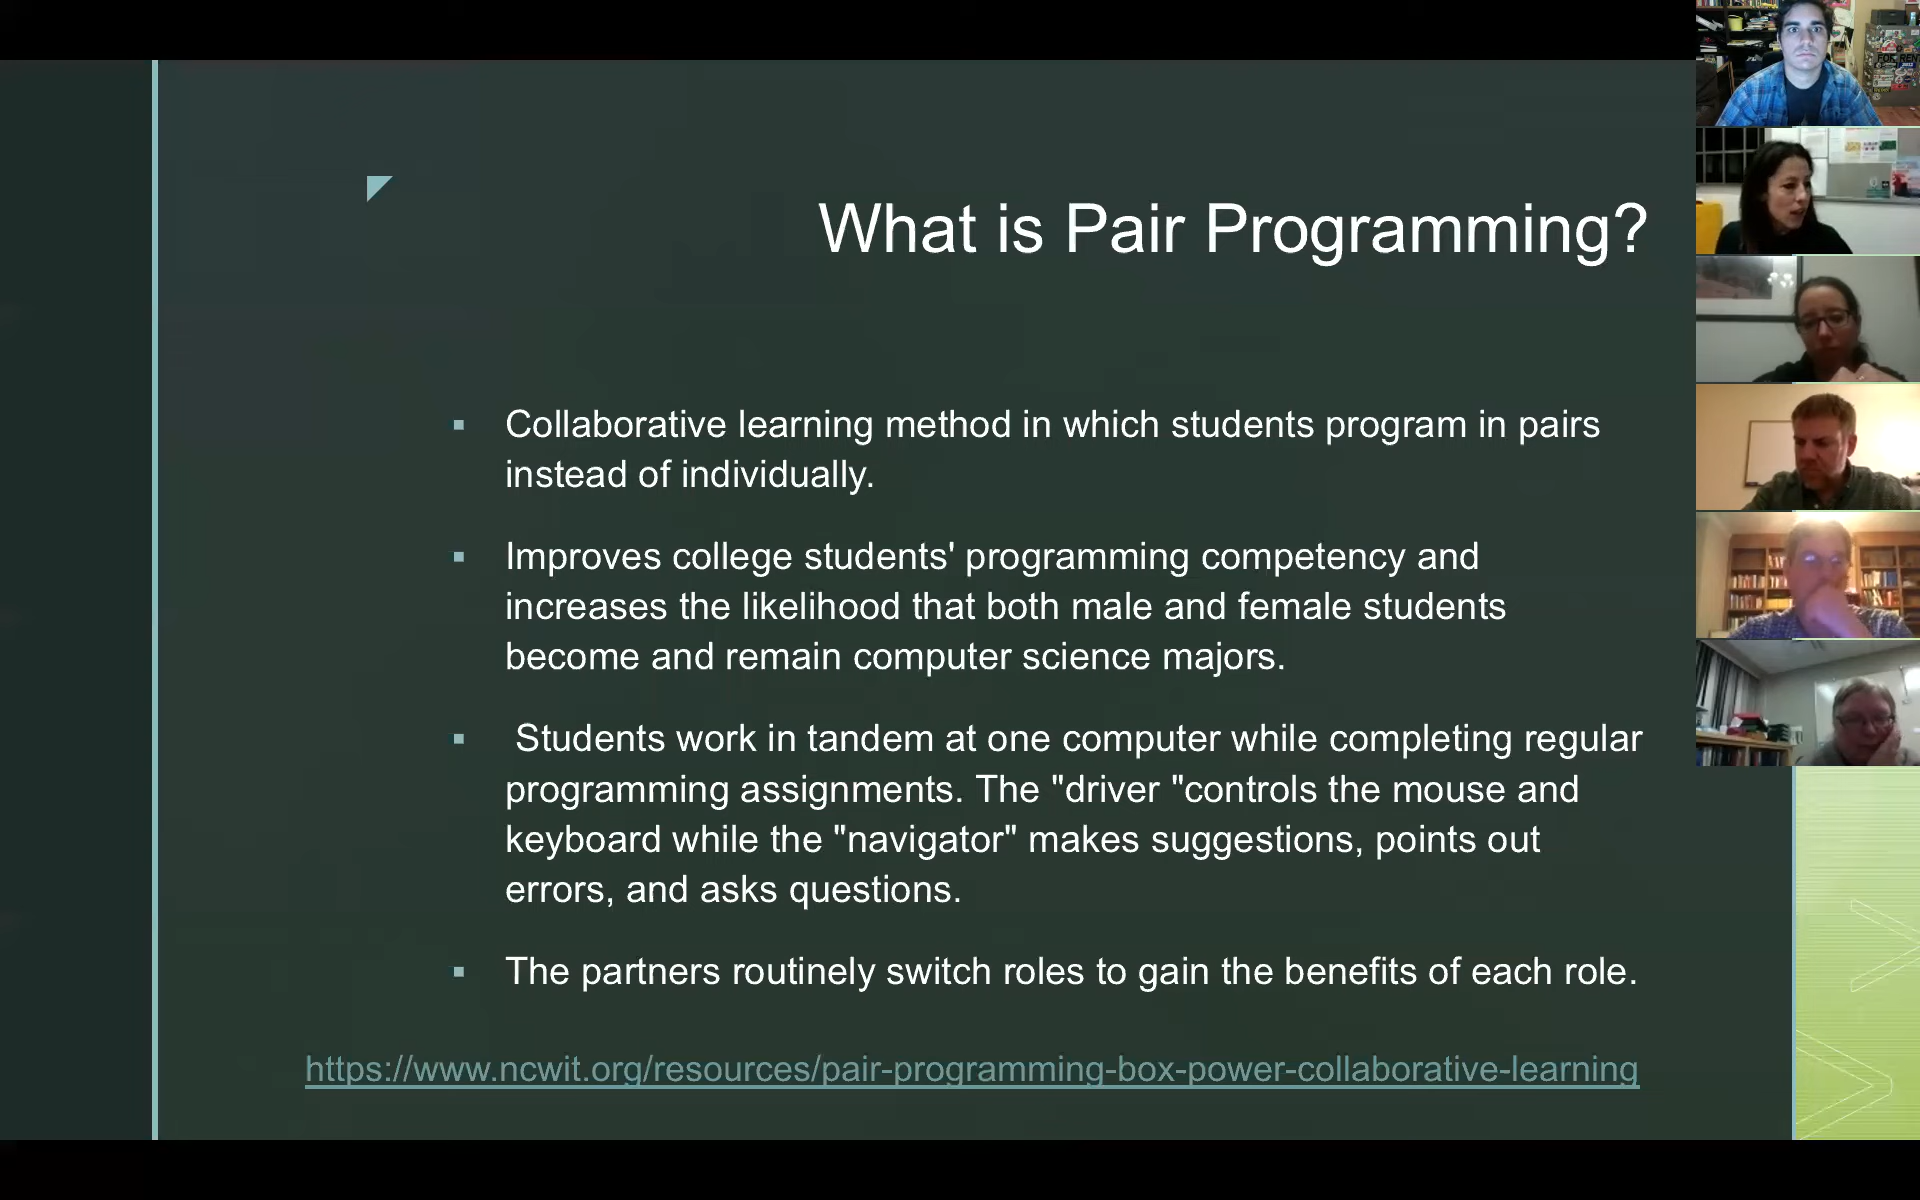 What is Pair Programming?
Collaborative learning method in which students program in pairs
instead of individually.
Improves college students' programming competency and
increases the likelihood that both male and female students
become and remain computer science majors.
Students work in tandem at one computer while completing regular
programming assignments. The "driver "controls the mouse and
keyboard while the "navigator" makes suggestions, points out
errors, and asks questions.
The partners routinely switch roles to gain the benefits of each role.
https://www.ncwit.org/resources/pair-programming-box-power-collaborative-learning
FOR RENT